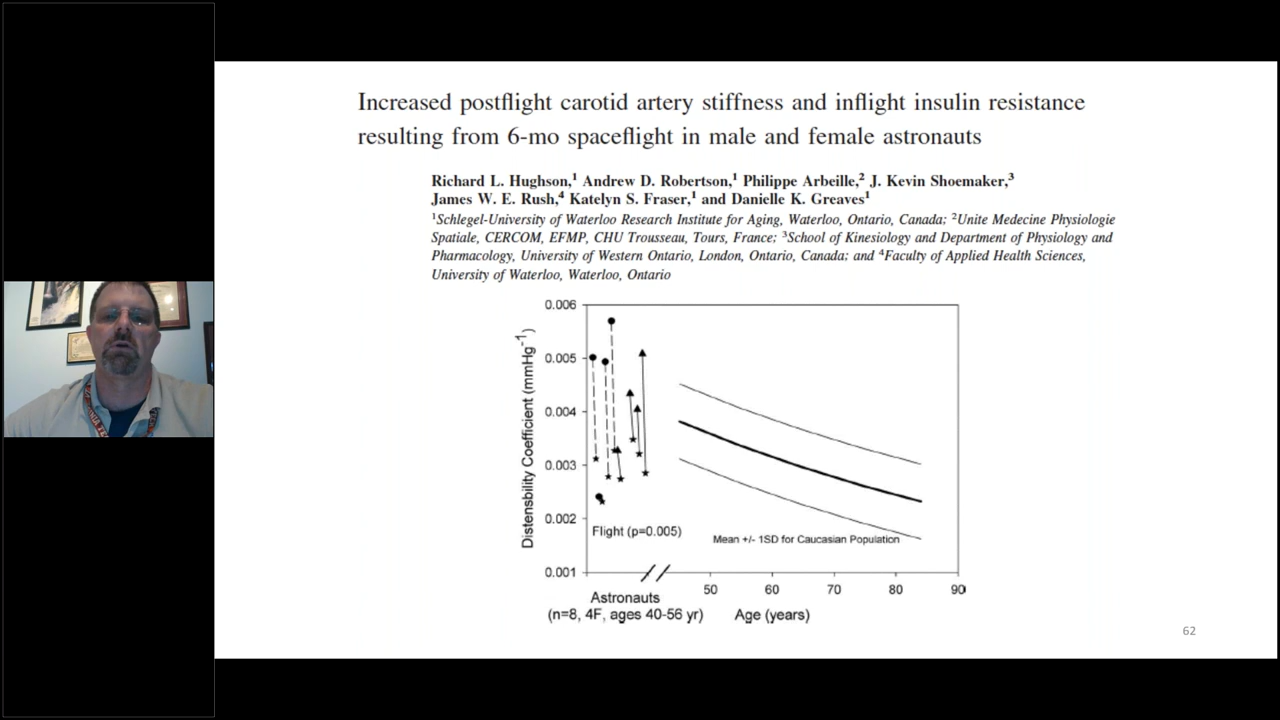 Increased postflight carotid artery stiffness and inflight insulin resistance
resulting from 6-mo spaceflight in male and female astronauts
Richard L. Hughson,¹ Andrew D. Robertson,¹ Philippe Arbeille,² J. Kevin Shoemaker,³
James W. E. Rush,⁴ Katelyn S. Fraser,¹ and Danielle K. Greaves¹
¹Schlegel-University of Waterloo Research Institute for Aging, Waterloo, Ontario, Canada; ²Unite Medecine Physiologie
Spatiale, CERCOM, EFMP, CHU Trousseau, Tours, France; ³School of Kinesiology and Department of Physiology and
Pharmacology, University of Western Ontario, London, Ontario, Canada; and ⁴Faculty of Applied Health Sciences,
University of Waterloo, Waterloo, Ontario
Distensbility Coefficient (mmHg⁻¹)
0.006
0.005
0.004
0.003
0.002
0.001
Flight (p=0.005)
Mean +/- 1SD for Caucasian Population
50 60 70 80 90
Astronauts
(n=8, 4F, ages 40-56 yr)
Age (years)
62